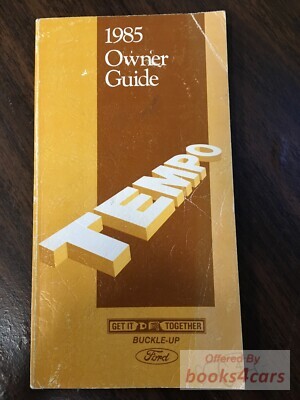 1985
Owner
Guide
TEMPO
GET IT TOGETHER
BUCKLE-UP
Ford
Offered By
books4cars